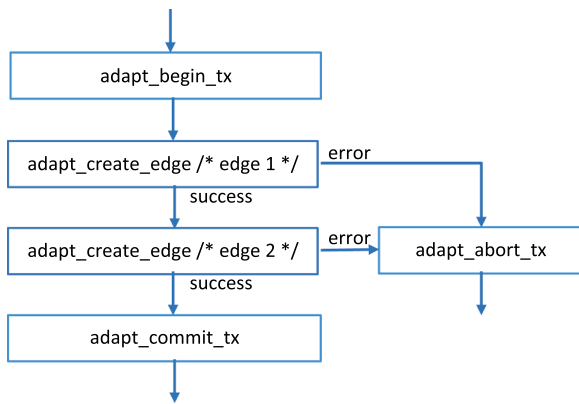 adapt_begin_tx
adapt_create_edge /* edge 1 */
error
success
adapt_create_edge /* edge 2 */
error
adapt_abort_tx
success
adapt_commit_tx